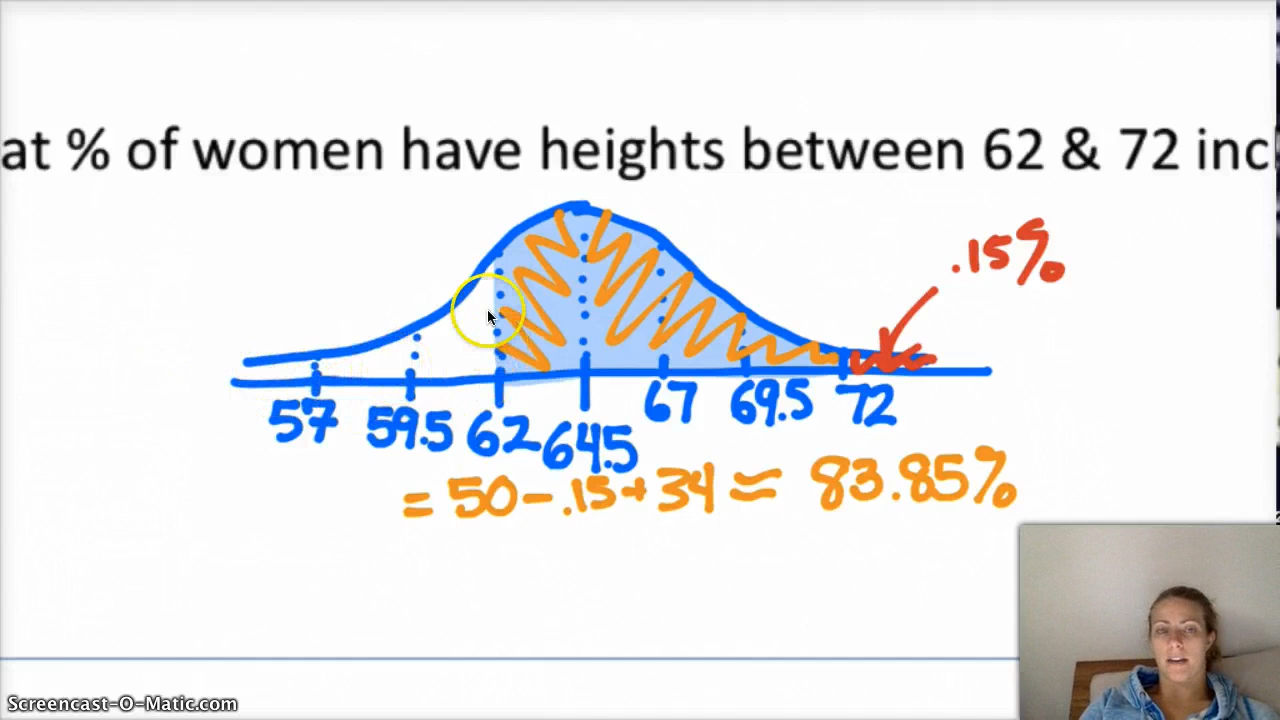 at % of women have heights between 62 & 72 inc
.15%
57 59.5 62 64.5 67 69.5 72
= 50 - .15 + 34 ≈ 83.85%
Screencast-O-Matic.com